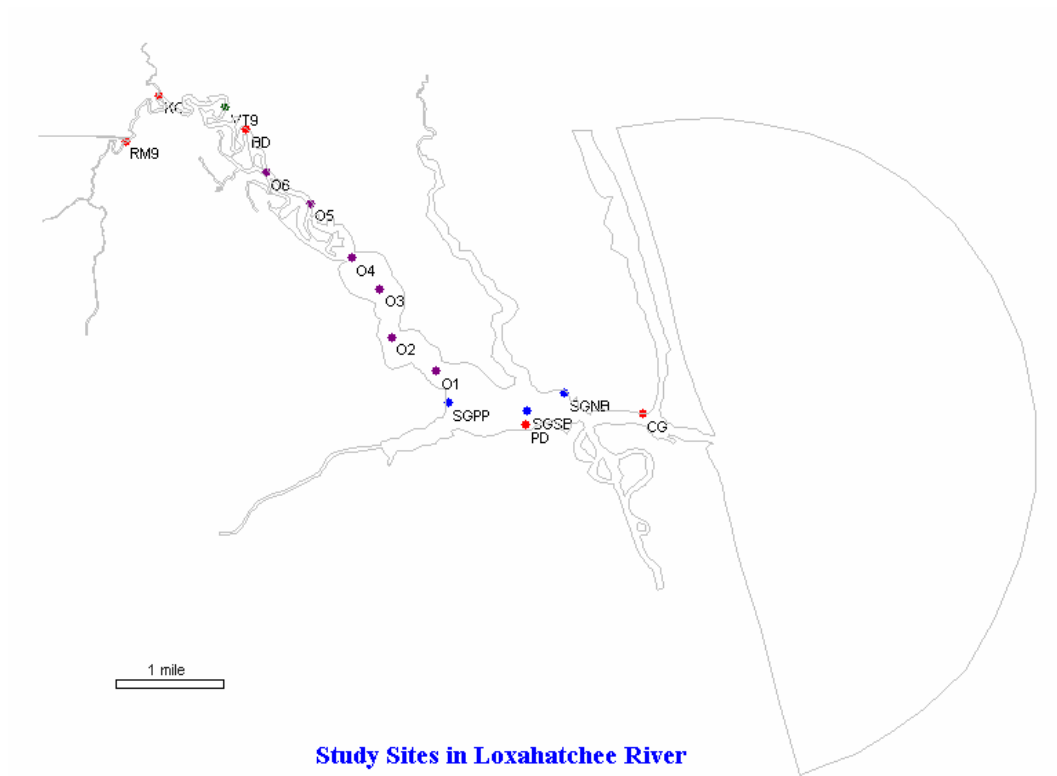 KC
VT9
BD
RM9
O6
O5
O4
O3
O2
O1
SGPP
SGNB
SGSB
PD
CG
1 mile
Study Sites in Loxahatchee River